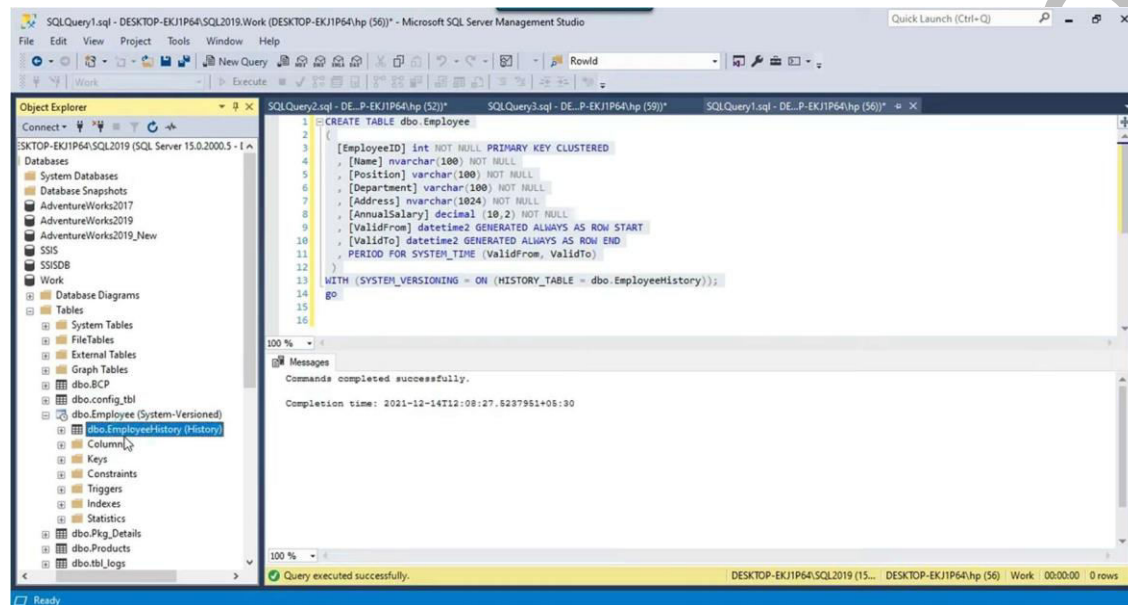 SQLQuery1.sql - DESKTOP-EKJ1P64\SQL2019.Work (DESKTOP-EKJ1P64\hp (56))* - Microsoft SQL Server Management Studio
Quick Launch (Ctrl+Q)
File Edit View Project Tools Window Help
New Query
RowId
Work
Execute
Object Explorer
SQLQuery2.sql - DE...P-EKJ1P64\hp (52))*
SQLQuery3.sql - DE...P-EKJ1P64\hp (59))*
SQLQuery1.sql - DE...P-EKJ1P64\hp (56))*
Connect
ESKTOP-EKJ1P64\SQL2019 (SQL Server 15.0.2000.5 - 
Databases
System Databases
Database Snapshots
AdventureWorks2017
AdventureWorks2019
AdventureWorks2019_New
SSIS
SSISDB
Work
Database Diagrams
Tables
System Tables
FileTables
External Tables
Graph Tables
dbo.BCP
dbo.config_tbl
dbo.Employee (System-Versioned)
dbo.EmployeeHistory (History)
Column
Keys
Constraints
Triggers
Indexes
Statistics
dbo.Pkg_Details
dbo.Products
dbo.tbl_logs
1 CREATE TABLE dbo.Employee
2 (
3 [EmployeeID] int NOT NULL PRIMARY KEY CLUSTERED
4 , [Name] nvarchar(100) NOT NULL
5 , [Position] varchar(100) NOT NULL
6 , [Department] varchar(100) NOT NULL
7 , [Address] nvarchar(1024) NOT NULL
8 , [AnnualSalary] decimal (10,2) NOT NULL
9 , [ValidFrom] datetime2 GENERATED ALWAYS AS ROW START
10 , [ValidTo] datetime2 GENERATED ALWAYS AS ROW END
11 , PERIOD FOR SYSTEM_TIME (ValidFrom, ValidTo)
12 )
13 WITH (SYSTEM_VERSIONING = ON (HISTORY_TABLE = dbo.EmployeeHistory));
14 go
15
16
100 %
Messages
Commands completed successfully.
Completion time: 2021-12-14T12:08:27.5237951+05:30
100 %
Query executed successfully.
DESKTOP-EKJ1P64\SQL2019 (15... DESKTOP-EKJ1P64\hp (56) Work 00:00:00 0 rows
Ready